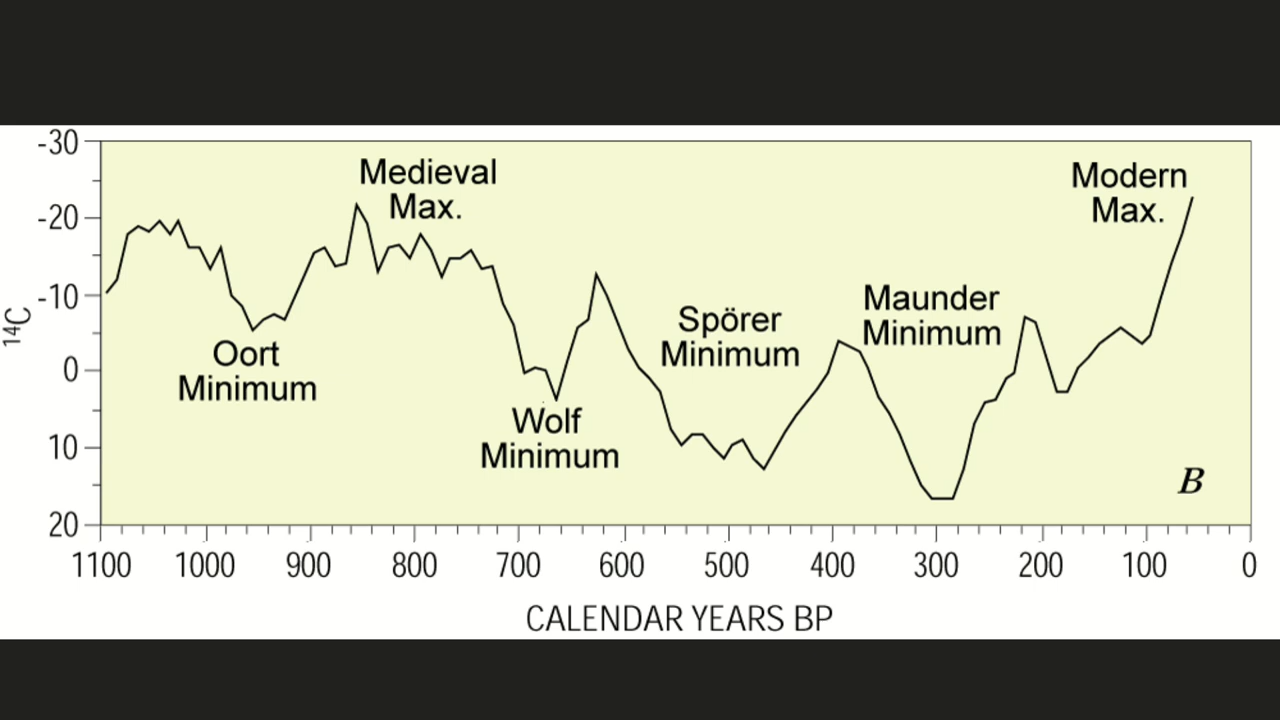 -30
-20
-10
0
10
20
14C
Medieval
Max.
Modern
Max.
Oort
Minimum
Wolf
Minimum
Spörer
Minimum
Maunder
Minimum
B
1100 1000 900 800 700 600 500 400 300 200 100 0
CALENDAR YEARS BP